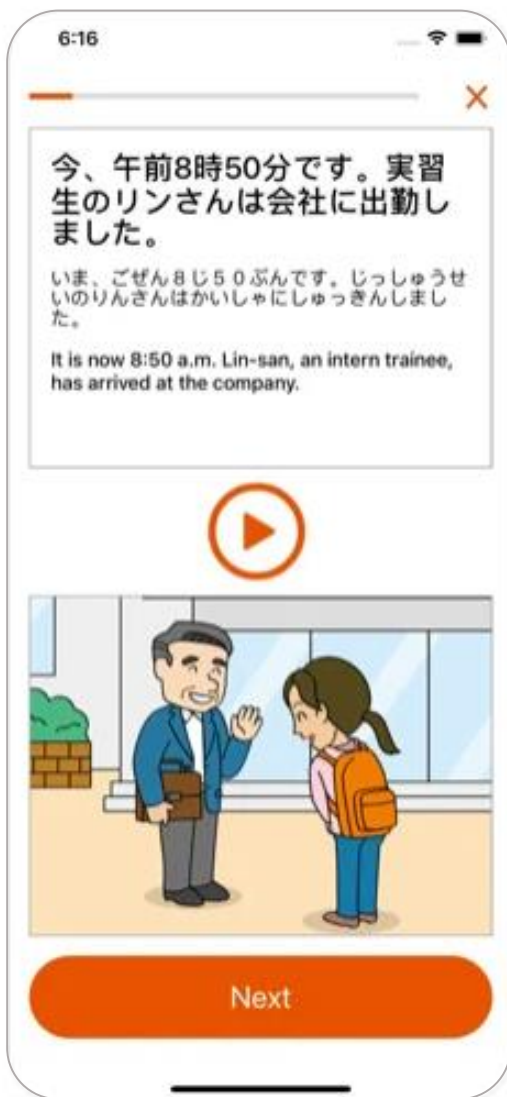 6:16
今、午前8時50分です。実習
生のリンさんは会社に出勤し
ました。
いま、ごぜん８じ５０ぶんです。じっしゅうせ
いのりんさんはかいしゃにしゅっきんしまし
た。
It is now 8:50 a.m. Lin-san, an intern trainee,
has arrived at the company.
Next